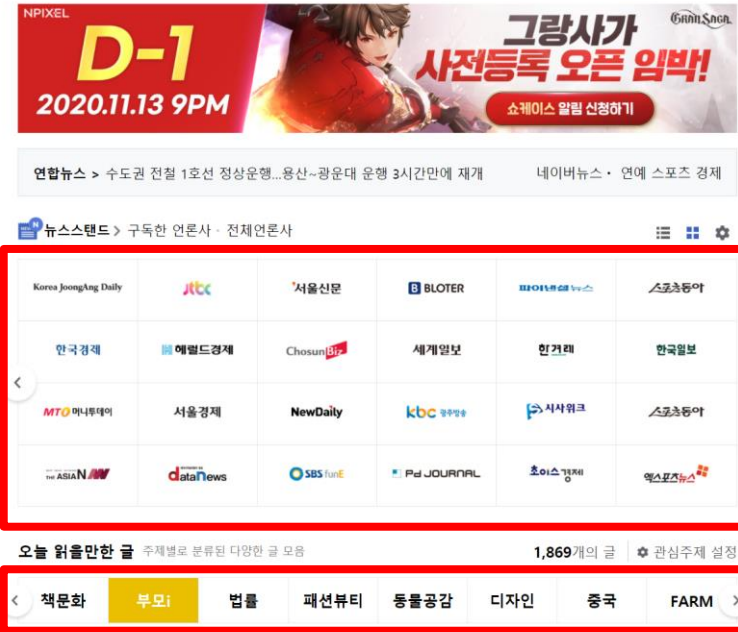 NPIXEL
D-1
2020.11.13 9PM
그랑사가
사전등록 오픈 임박!
쇼케이스 알림 신청하기
GRAN SAGA
연합뉴스 > 수도권 전철 1호선 정상운행...용산~광운대 운행 3시간만에 재개 네이버뉴스 · 연예 스포츠 경제
뉴스스탠드 > 구독한 언론사 · 전체언론사
Korea JoongAng Daily jtbc 서울신문 B BLOTER 파이낸셜뉴스 스포츠동아
한국경제 헤럴드경제 ChosunBiz 세계일보 한겨레 한국일보
MTO 머니투데이 서울경제 NewDaily kbc 광주방송 시사위크 스포츠동아
THE ASIAN dataNews SBS funE Pd JOURNAL 초이스경제 엑스포츠뉴스
오늘 읽을만한 글 주제별로 분류된 다양한 글 모음 1,869개의 글 관심주제 설정
책문화 부모i 법률 패션뷰티 동물공감 디자인 중국 FARM